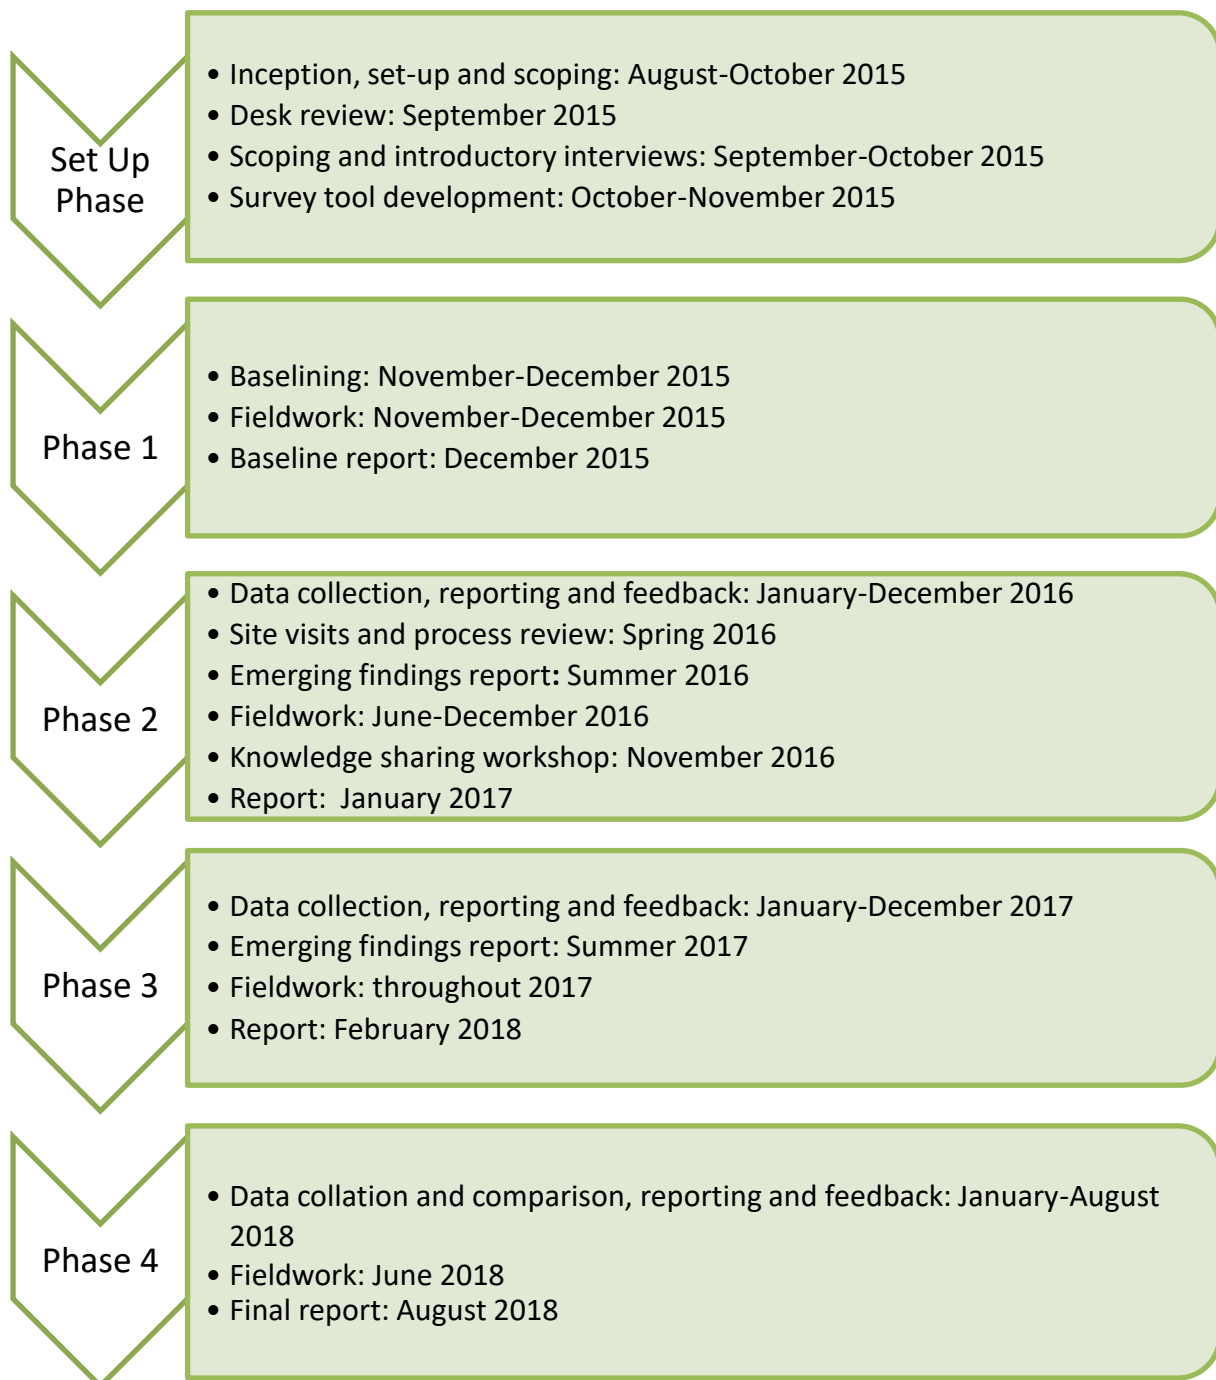 Set Up
Phase
• Inception, set-up and scoping: August-October 2015
• Desk review: September 2015
• Scoping and introductory interviews: September-October 2015
• Survey tool development: October-November 2015
Phase 1
• Baselining: November-December 2015
• Fieldwork: November-December 2015
• Baseline report: December 2015
Phase 2
• Data collection, reporting and feedback: January-December 2016
• Site visits and process review: Spring 2016
• Emerging findings report: Summer 2016
• Fieldwork: June-December 2016
• Knowledge sharing workshop: November 2016
• Report:  January 2017
Phase 3
• Data collection, reporting and feedback: January-December 2017
• Emerging findings report: Summer 2017
• Fieldwork: throughout 2017
• Report: February 2018
Phase 4
• Data collation and comparison, reporting and feedback: January-August
2018
• Fieldwork: June 2018
• Final report: August 2018